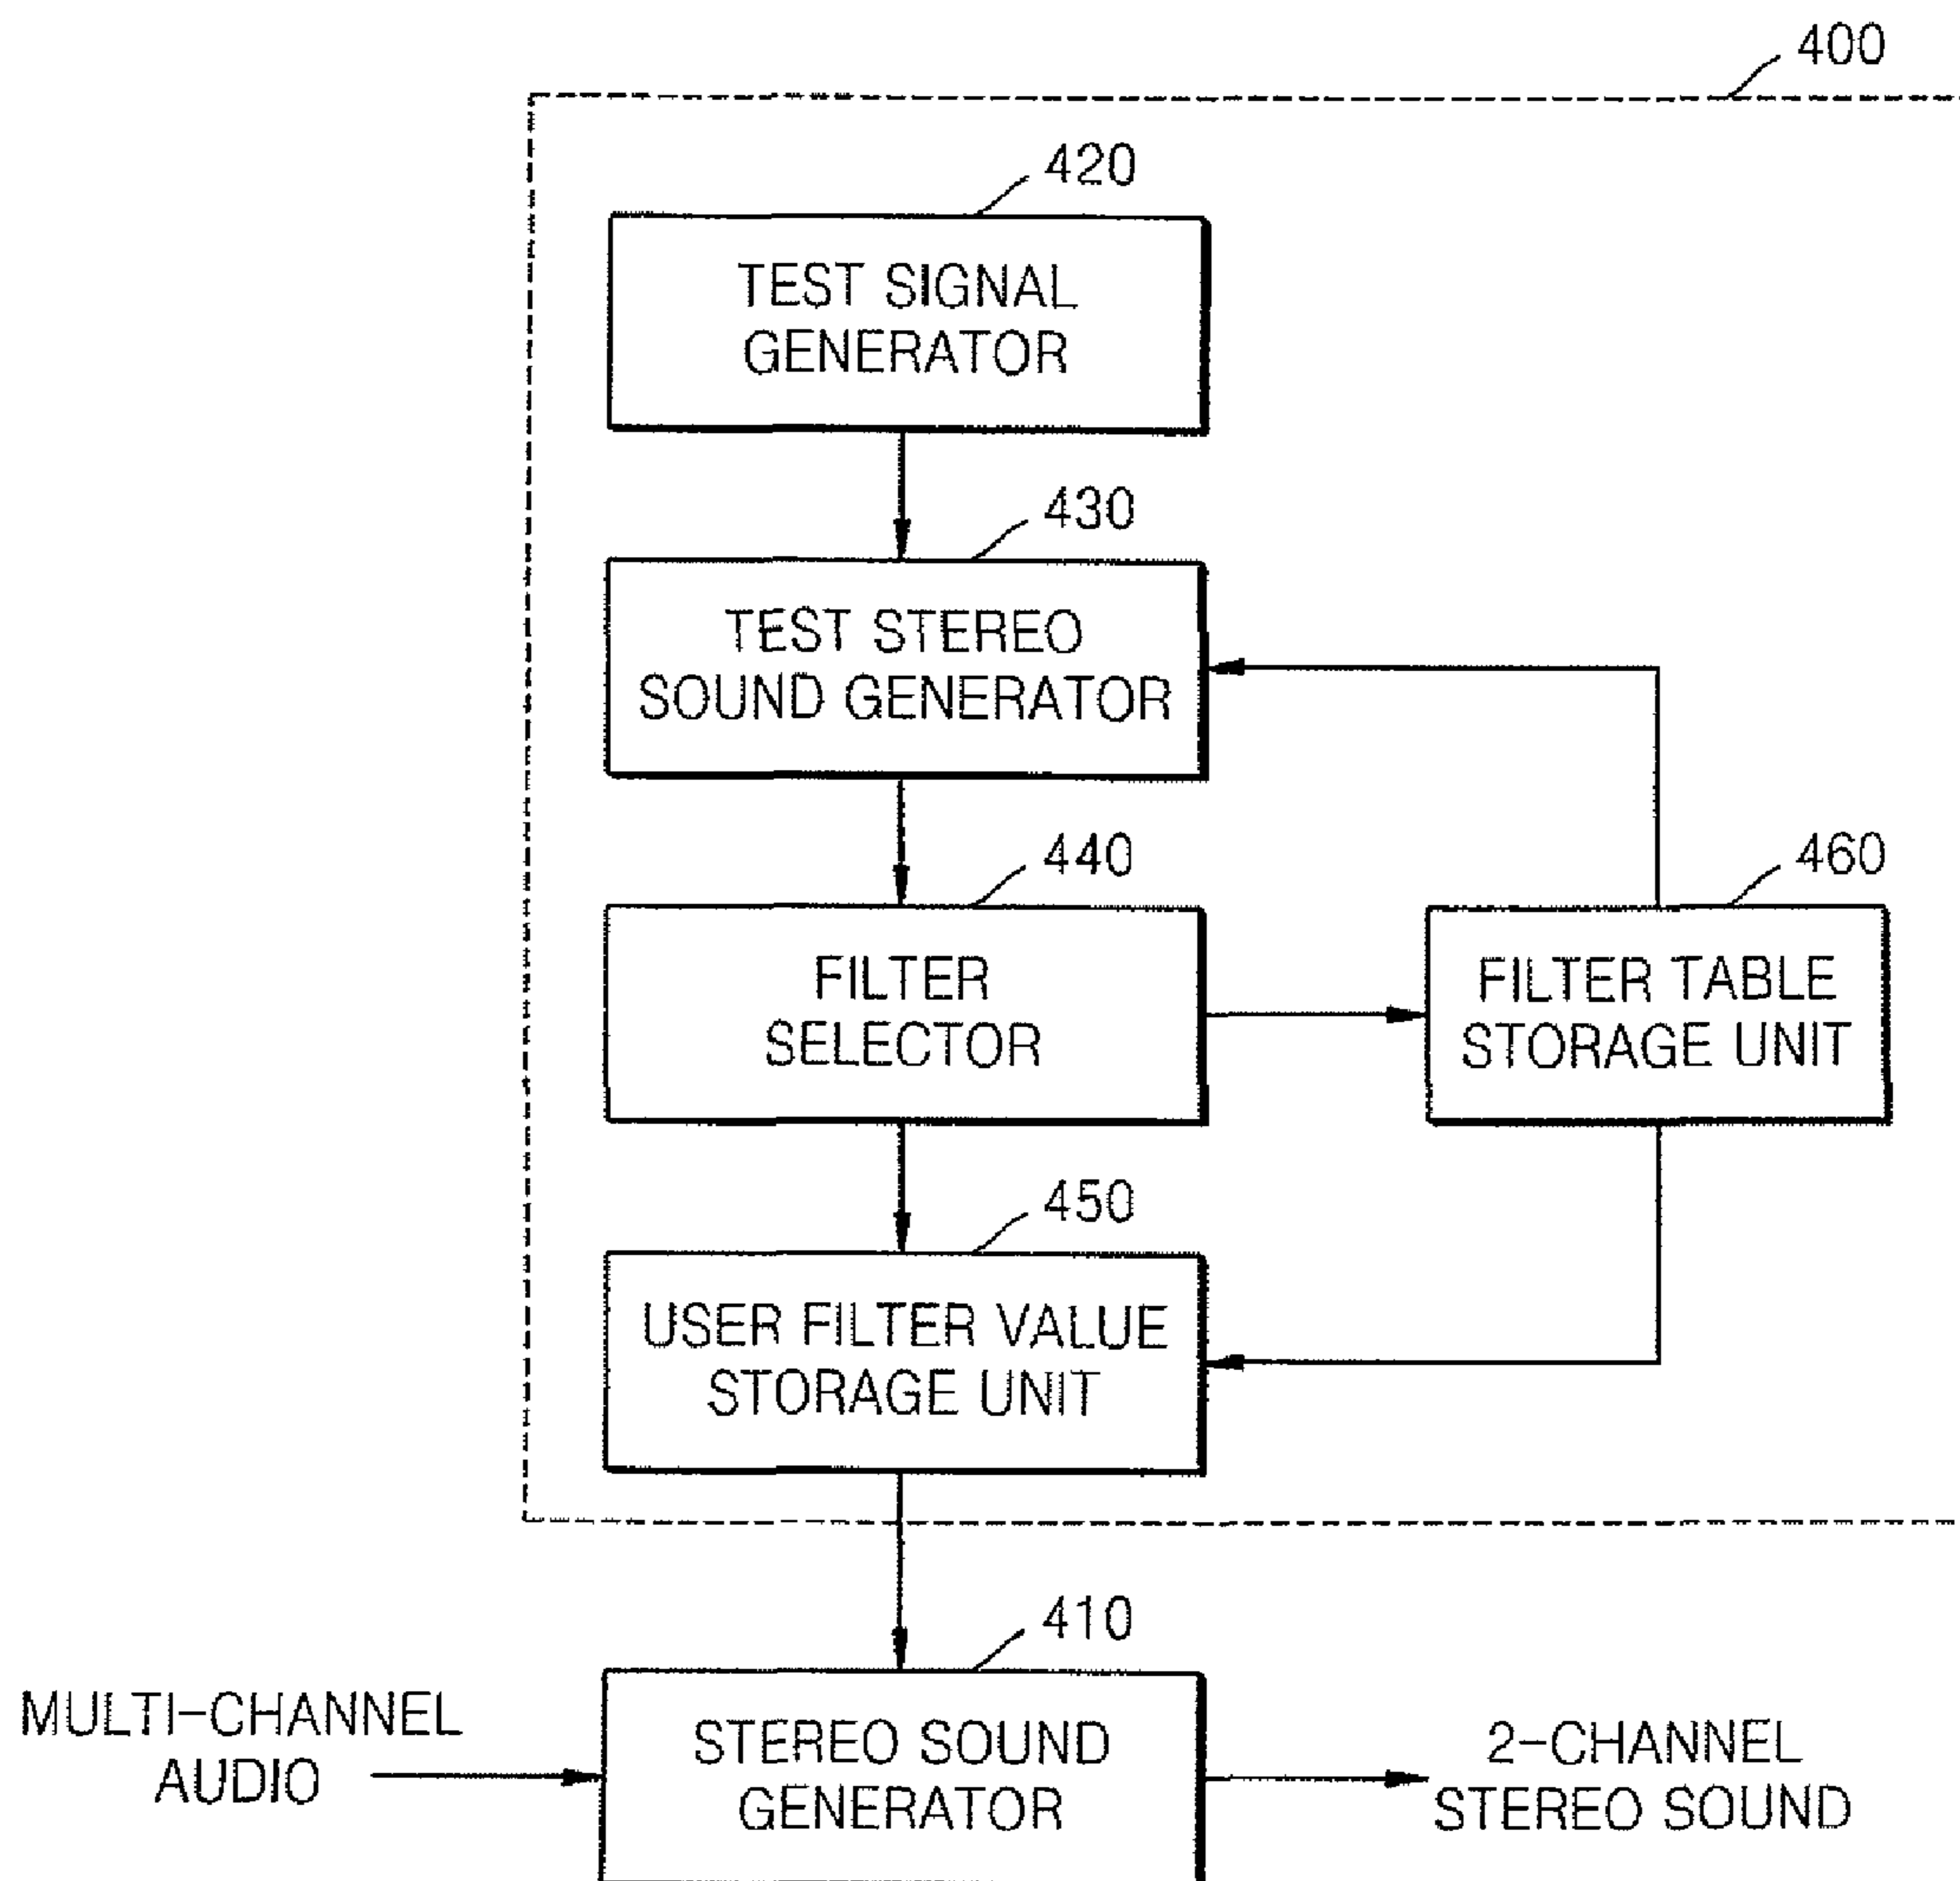 400
420
TEST SIGNAL
GENERATOR
430
TEST STEREO
SOUND GENERATOR
440
FILTER
SELECTOR
460
FILTER TABLE
STORAGE UNIT
450
USER FILTER VALUE
STORAGE UNIT
410
MULTI-CHANNEL
AUDIO
STEREO SOUND
GENERATOR
2-CHANNEL
STEREO SOUND